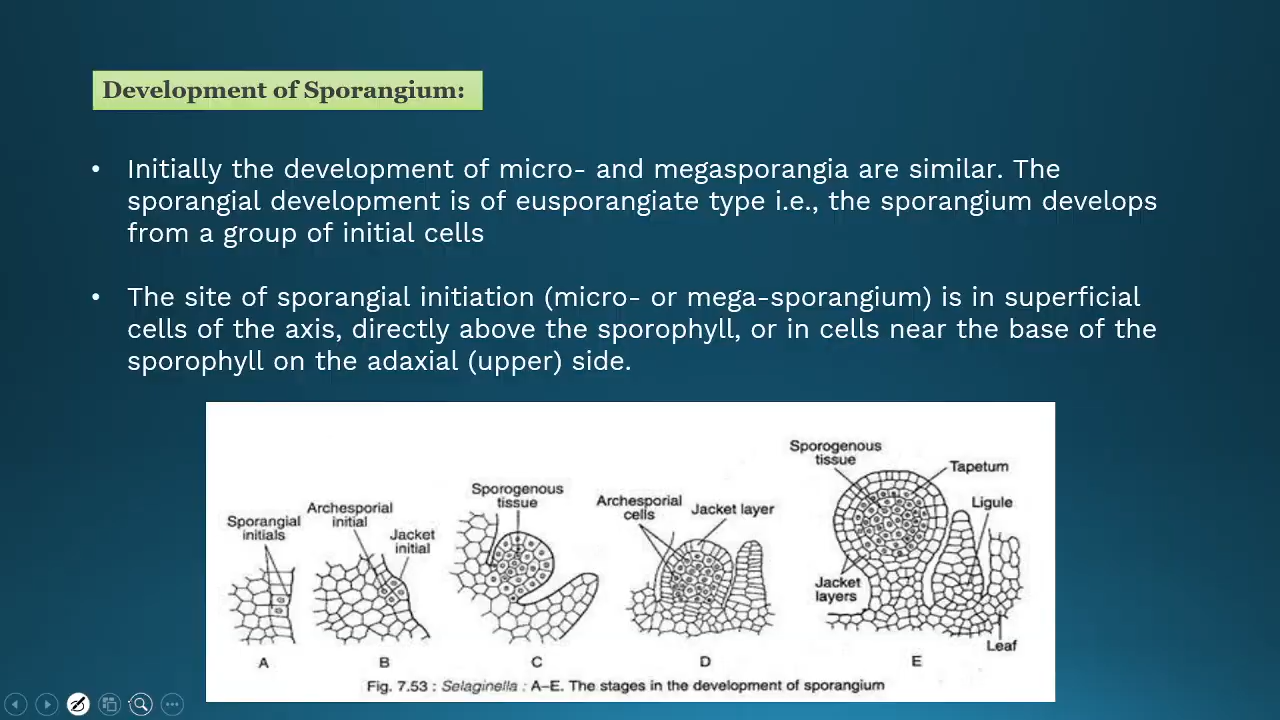 Development of Sporangium:
• Initially the development of micro- and megasporangia are similar. The
sporangial development is of eusporangiate type i.e., the sporangium develops
from a group of initial cells
• The site of sporangial initiation (micro- or mega-sporangium) is in superficial
cells of the axis, directly above the sporophyll, or in cells near the base of the
sporophyll on the adaxial (upper) side.
Sporangial
initials
A
Archesporial
initial
Jacket
initial
B
Sporogenous
tissue
C
Archesporial
cells
Jacket layer
D
Sporogenous
tissue
Tapetum
Ligule
Jacket
layers
Leaf
E
Fig. 7.53 : Selaginella : A–E. The stages in the development of sporangium